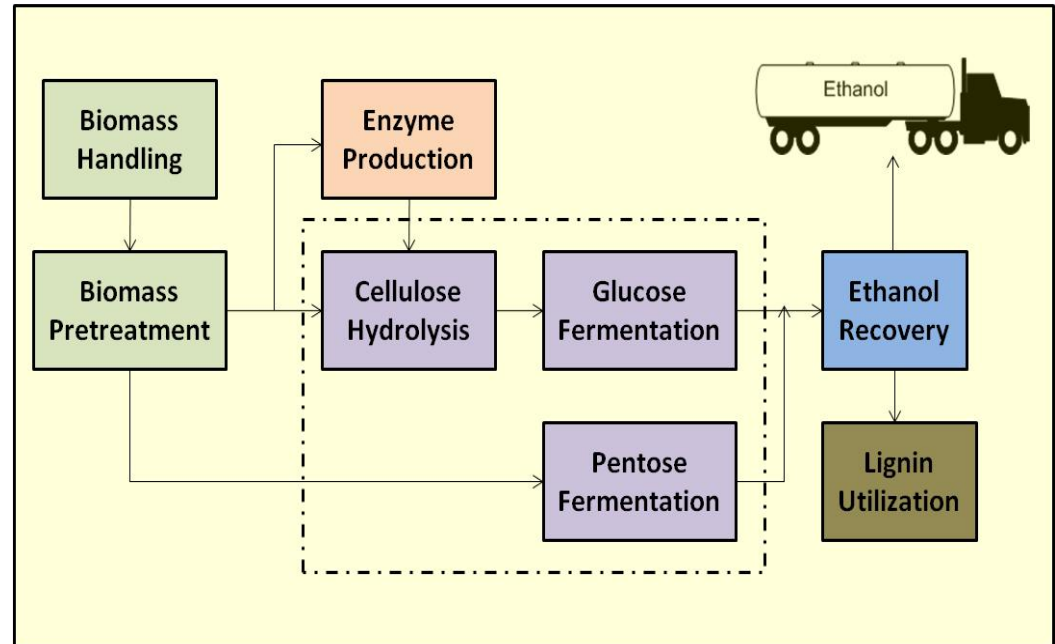 Biomass
Handling
Enzyme
Production
Ethanol
Biomass
Pretreatment
Cellulose
Hydrolysis
Glucose
Fermentation
Ethanol
Recovery
Pentose
Fermentation
Lignin
Utilization